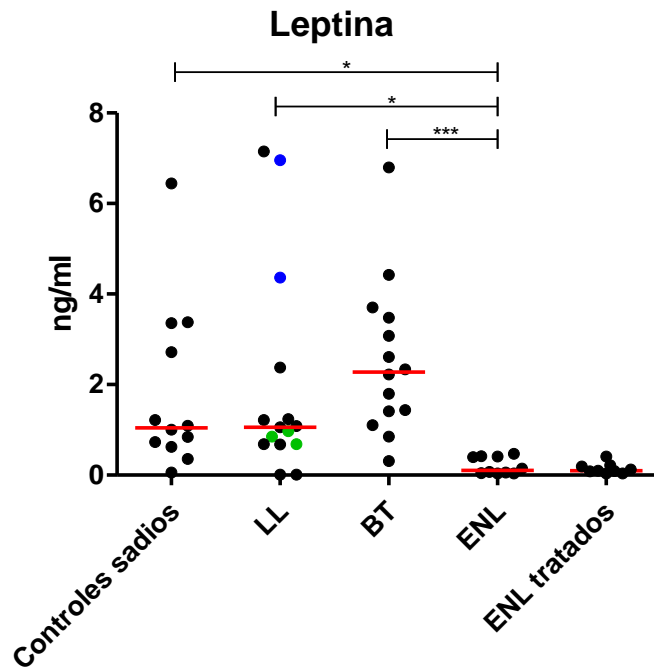 Leptina
*
*
***
8
6
4
2
0
ng/ml
Controles sadios
LL
BT
ENL
ENL tratados